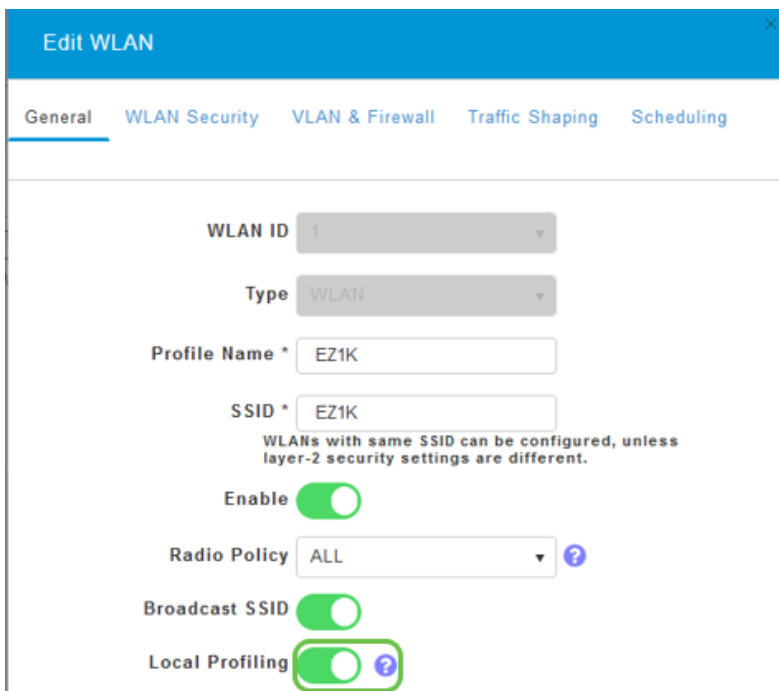 Edit WLAN
General WLAN Security VLAN & Firewall Traffic Shaping Scheduling
WLAN ID 1
Type WLAN
Profile Name * EZ1K
SSID * EZ1K
WLANs with same SSID can be configured, unless
layer-2 security settings are different.
Enable
Radio Policy ALL ?
Broadcast SSID
Local Profiling ?